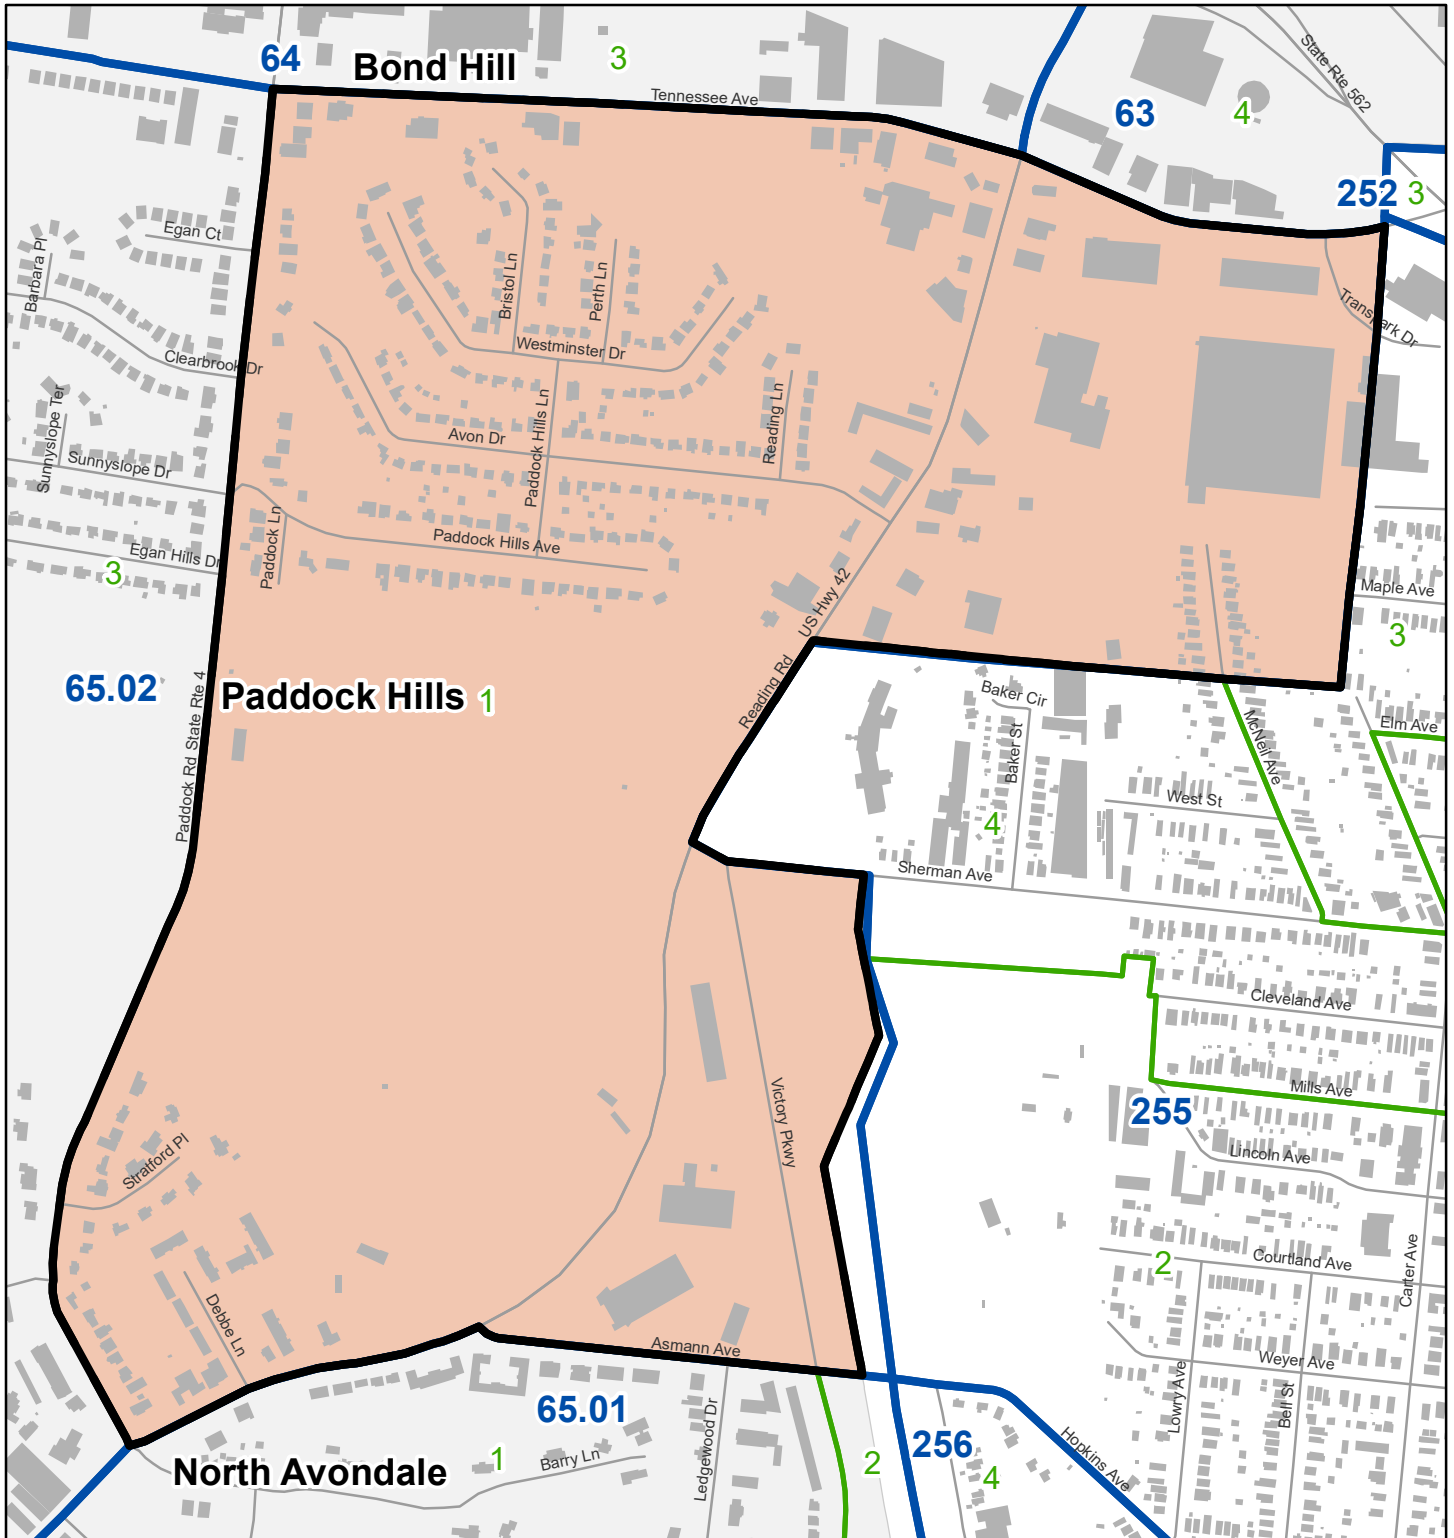 64
Bond Hill
3
Tennessee Ave
63
4
State Rte 562
252
3
Egan Ct
Barbara Pl
Bristol Ln
Perth Ln
Transpark Dr
Westminster Dr
Clearbrook Dr
Sunnyslope Ter
Paddock Hills Ln
Reading Ln
Avon Dr
Sunnyslope Dr
Paddock Ln
Paddock Hills Ave
Egan Hills Dr
3
US Hwy 42
Maple Ave
3
65.02
Paddock Hills
1
Paddock Rd State Rte 4
Reading Rd
Baker Cir
Baker St
McNeil Ave
Elm Ave
West St
4
Sherman Ave
Cleveland Ave
Mills Ave
255
Victory Pkwy
Stratford Pl
Lincoln Ave
2
Courtland Ave
Carter Ave
Debbe Ln
Asmann Ave
Weyer Ave
Lowry Ave
Bell St
65.01
Ledgewood Dr
256
Hopkins Ave
North Avondale
1
Barry Ln
2
4